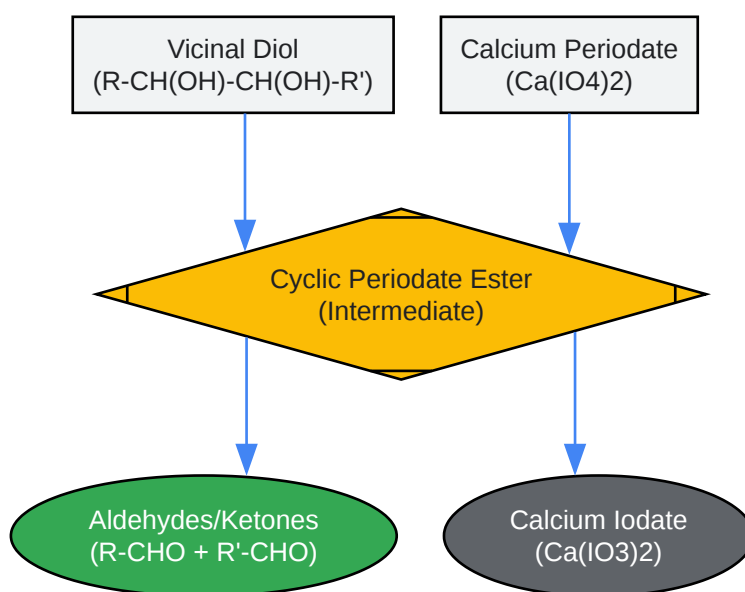 Vicinal Diol
(R-CH(OH)-CH(OH)-R')
Calcium Periodate
(Ca(IO4)2)
Cyclic Periodate Ester
(Intermediate)
Aldehydes/Ketones
(R-CHO + R'-CHO)
Calcium Iodate
(Ca(IO3)2)